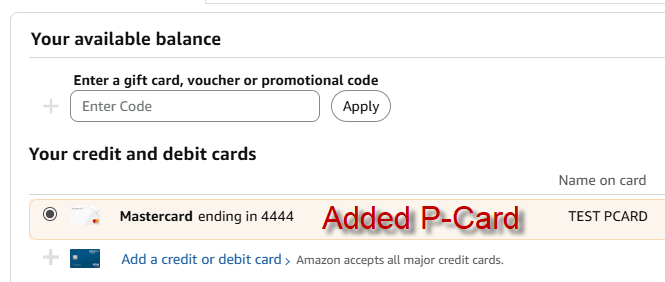 Your available balance
Enter a gift card, voucher or promotional code
Enter Code
Apply
Your credit and debit cards
Name on card
Mastercard ending in 4444 Added P-Card TEST PCARD
Add a credit or debit card › Amazon accepts all major credit cards.